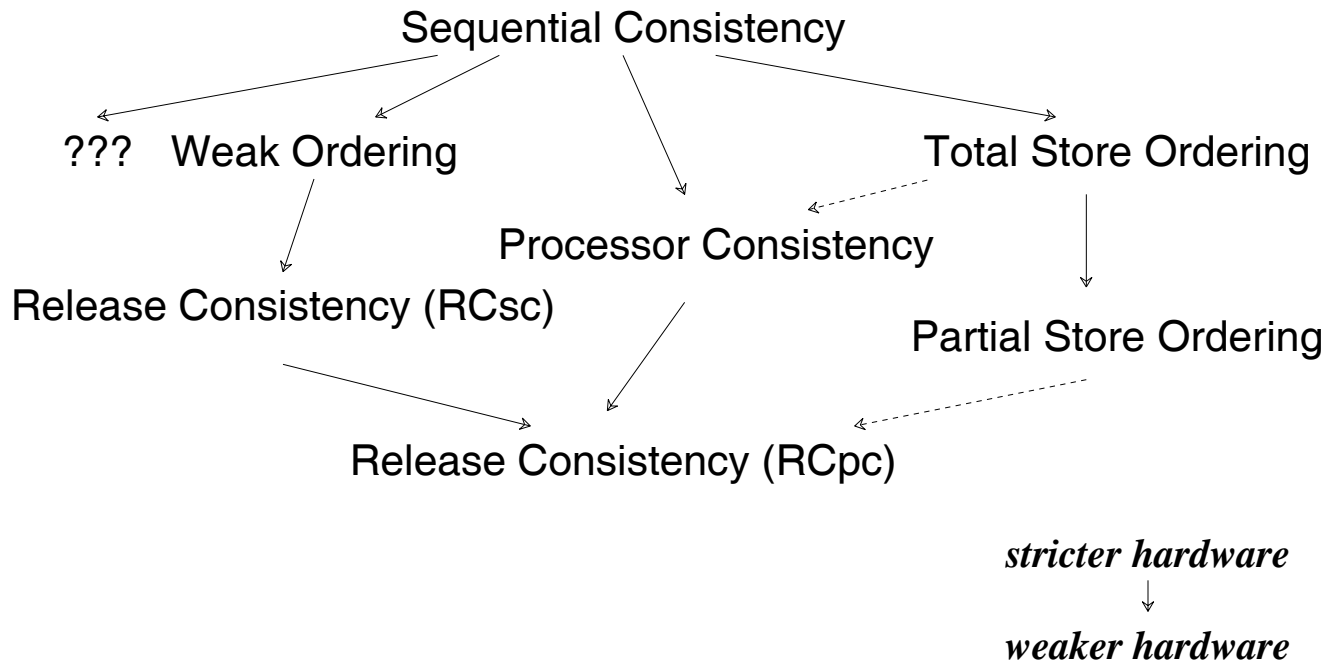 Sequential Consistency
??? Weak Ordering
Total Store Ordering
Processor Consistency
Release Consistency (RCsc)
Partial Store Ordering
Release Consistency (RCpc)
stricter hardware
weaker hardware